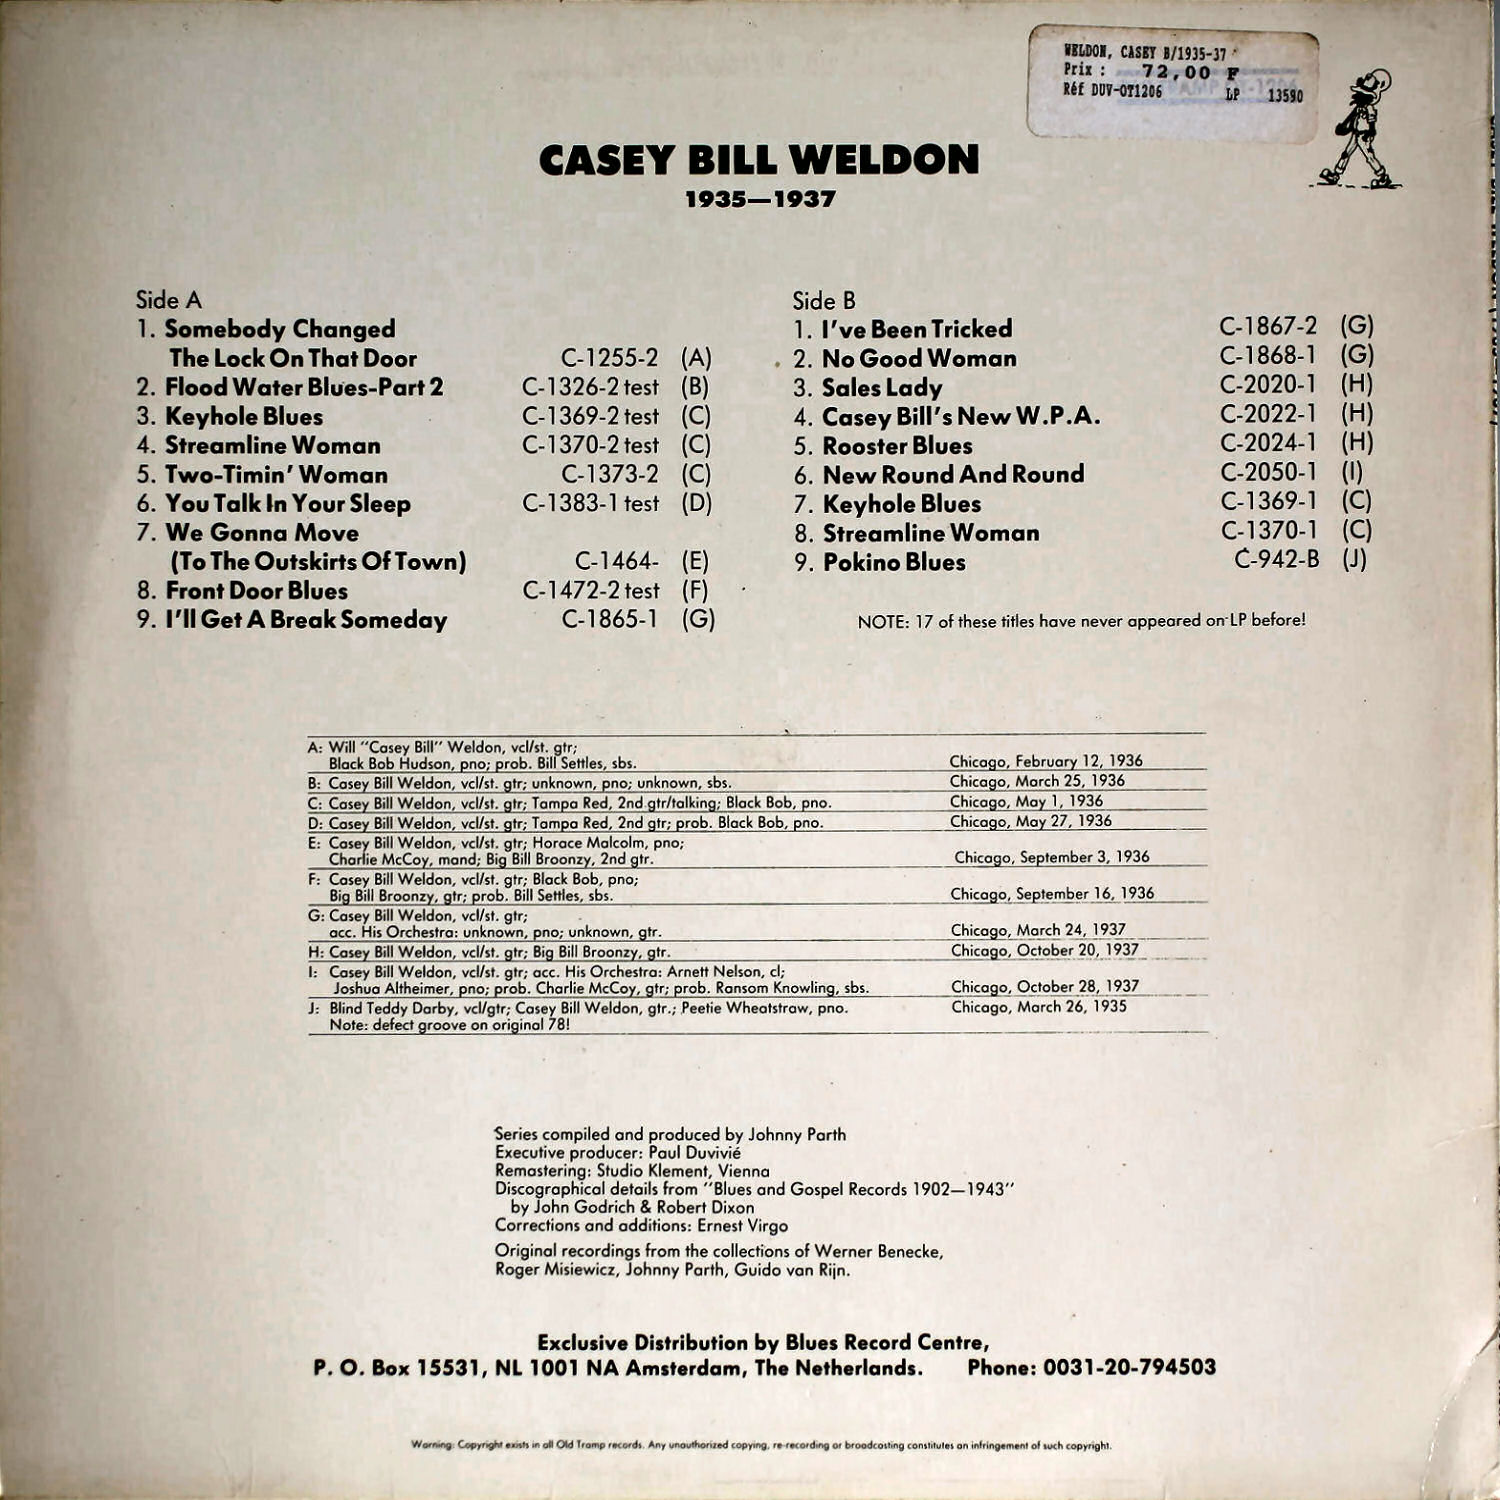 WELDON, CASEY B/1935-37
Prix : 72,00 F
Réf DUV-OT1206 LP 13590
CASEY BILL WELDON
1935—1937
Side A
1. Somebody Changed
The Lock On That Door C-1255-2 (A)
2. Flood Water Blues-Part 2 C-1326-2 test (B)
3. Keyhole Blues C-1369-2 test (C)
4. Streamline Woman C-1370-2 test (C)
5. Two-Timin' Woman C-1373-2 (C)
6. You Talk In Your Sleep C-1383-1 test (D)
7. We Gonna Move
(To The Outskirts Of Town) C-1464- (E)
8. Front Door Blues C-1472-2 test (F)
9. I'll Get A Break Someday C-1865-1 (G)
Side B
1. I've Been Tricked C-1867-2 (G)
2. No Good Woman C-1868-1 (G)
3. Sales Lady C-2020-1 (H)
4. Casey Bill's New W.P.A. C-2022-1 (H)
5. Rooster Blues C-2024-1 (H)
6. New Round And Round C-2050-1 (I)
7. Keyhole Blues C-1369-1 (C)
8. Streamline Woman C-1370-1 (C)
9. Pokino Blues C-942-B (J)
NOTE: 17 of these titles have never appeared on LP before!
A: Will "Casey Bill" Weldon, vcl/st. gtr;
Black Bob Hudson, pno; prob. Bill Settles, sbs. Chicago, February 12, 1936
B: Casey Bill Weldon, vcl/st. gtr; unknown, pno; unknown, sbs. Chicago, March 25, 1936
C: Casey Bill Weldon, vcl/st. gtr; Tampa Red, 2nd gtr/talking; Black Bob, pno. Chicago, May 1, 1936
D: Casey Bill Weldon, vcl/st. gtr; Tampa Red, 2nd gtr; prob. Black Bob, pno. Chicago, May 27, 1936
E: Casey Bill Weldon, vcl/st. gtr; Horace Malcolm, pno;
Charlie McCoy, mand; Big Bill Broonzy, 2nd gtr. Chicago, September 3, 1936
F: Casey Bill Weldon, vcl/st. gtr; Black Bob, pno;
Big Bill Broonzy, gtr; prob. Bill Settles, sbs. Chicago, September 16, 1936
G: Casey Bill Weldon, vcl/st. gtr;
acc. His Orchestra: unknown, pno; unknown, gtr. Chicago, March 24, 1937
H: Casey Bill Weldon, vcl/st. gtr; Big Bill Broonzy, gtr. Chicago, October 20, 1937
I: Casey Bill Weldon, vcl/st. gtr; acc. His Orchestra: Arnett Nelson, cl;
Joshua Altheimer, pno; prob. Charlie McCoy, gtr; prob. Ransom Knowling, sbs. Chicago, October 28, 1937
J: Blind Teddy Darby, vcl/gtr; Casey Bill Weldon, gtr.; Peetie Wheatstraw, pno. Chicago, March 26, 1935
Note: defect groove on original 78!
Series compiled and produced by Johnny Parth
Executive producer: Paul Duvivié
Remastering: Studio Klement, Vienna
Discographical details from "Blues and Gospel Records 1902—1943"
by John Godrich & Robert Dixon
Corrections and additions: Ernest Virgo
Original recordings from the collections of Werner Benecke,
Roger Misiewicz, Johnny Parth, Guido van Rijn.
Exclusive Distribution by Blues Record Centre,
P. O. Box 15531, NL 1001 NA Amsterdam, The Netherlands. Phone: 0031-20-794503
Warning: Copyright exists in all Old Tramp records. Any unauthorized copying, re-recording or broadcasting constitutes an infringement of such copyright.